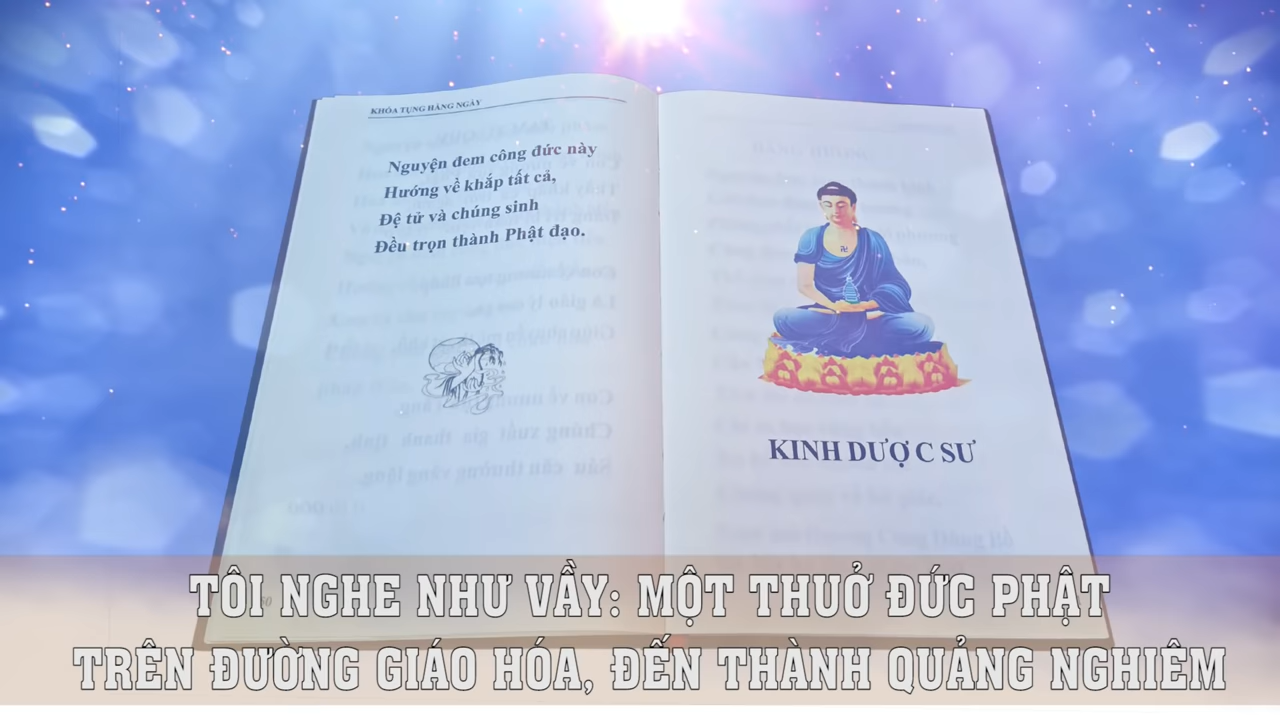 KHÓA TỤNG HẰNG NGÀY
Nguyện đem công đức này
Hướng về khắp tất cả,
Đệ tử và chúng sinh
Đều trọn thành Phật đạo.
KINH DƯỢC SƯ
TÔI NGHE NHƯ VẦY: MỘT THUỞ ĐỨC PHẬT
TRÊN ĐƯỜNG GIÁO HÓA, ĐẾN THÀNH QUẢNG NGHIÊM